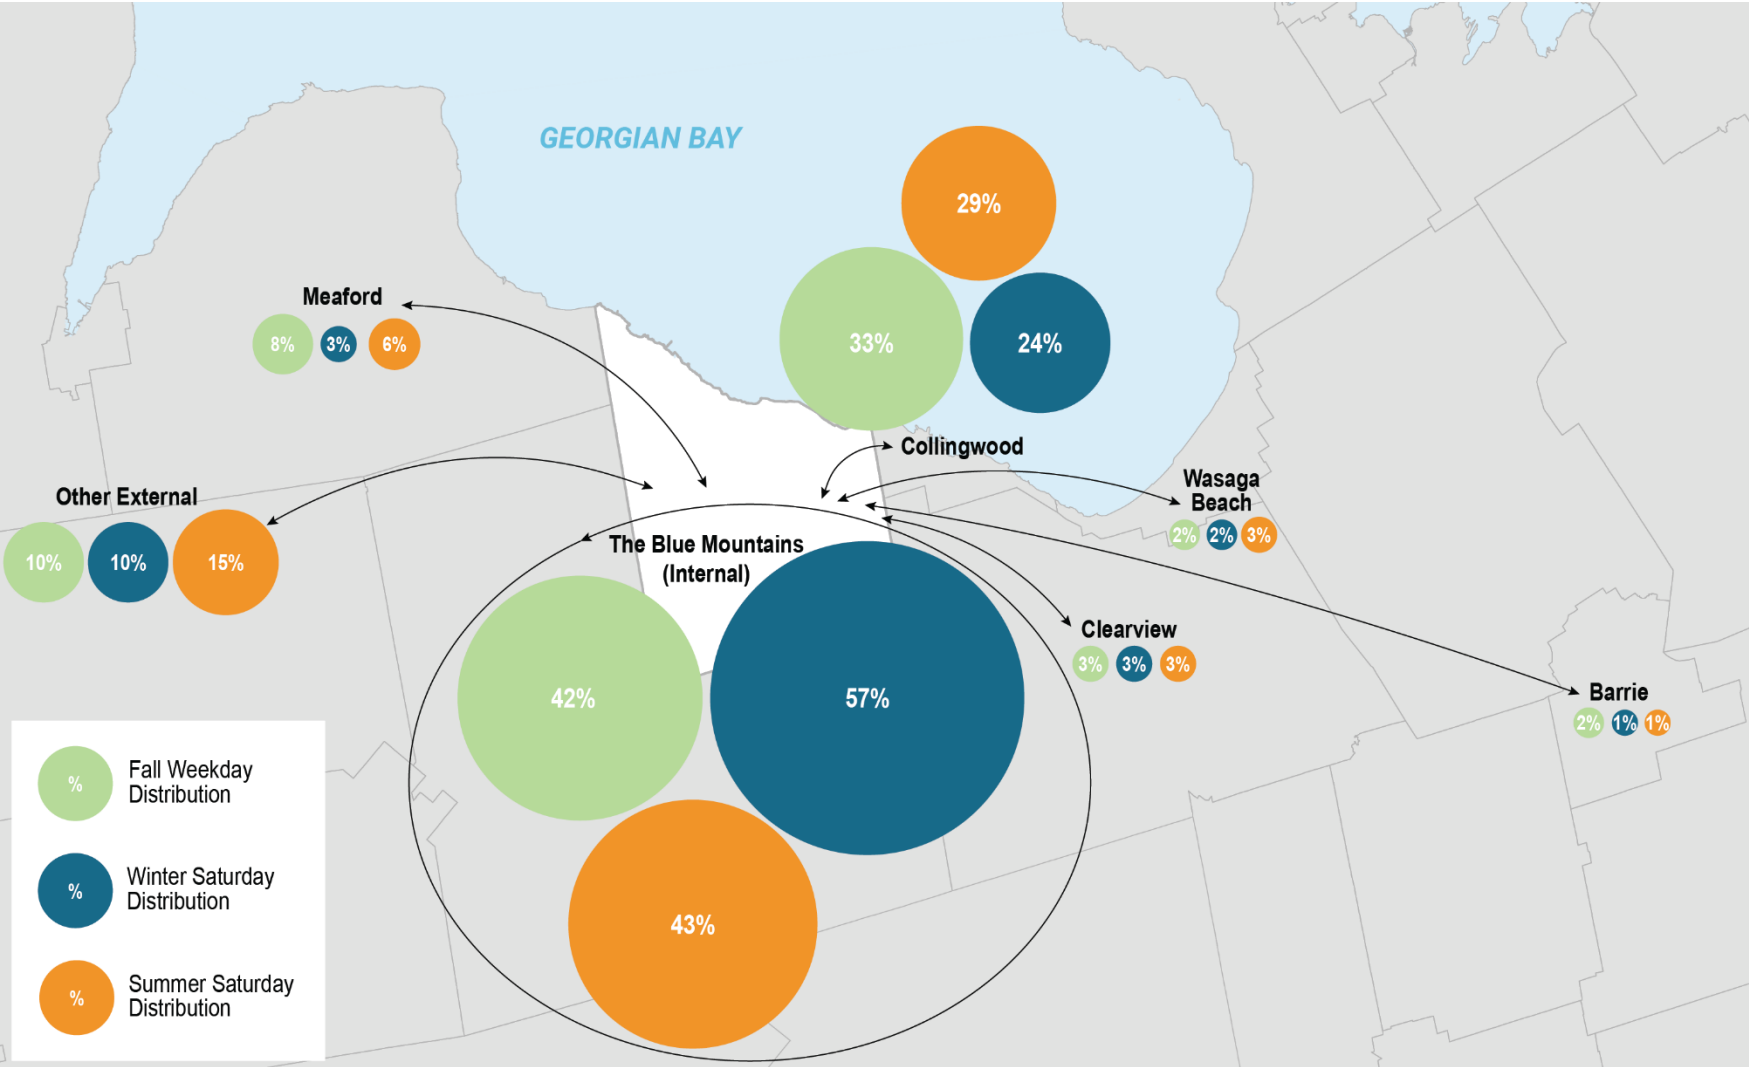 GEORGIAN BAY
29%
33%
24%
Meaford
8%
3%
6%
Collingwood
Wasaga
Beach
2%
2%
3%
Other External
10%
10%
15%
The Blue Mountains
(Internal)
42%
57%
43%
Clearview
3%
3%
3%
Barrie
2%
1%
1%
%
Fall Weekday
Distribution
%
Winter Saturday
Distribution
%
Summer Saturday
Distribution